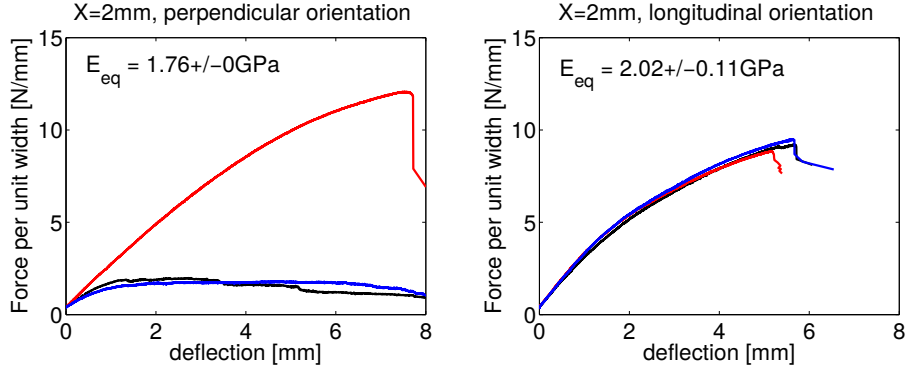 X=2mm, perpendicular orientation
E_eq = 1.76+/−0GPa
Force per unit width [N/mm]
15
10
5
0
0 2 4 6 8
deflection [mm]
X=2mm, longitudinal orientation
E_eq = 2.02+/−0.11GPa
Force per unit width [N/mm]
15
10
5
0
0 2 4 6 8
deflection [mm]